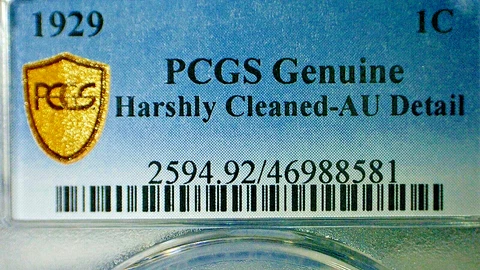 1929 1C
PCGS
PCGS Genuine
Harshly Cleaned-AU Detail
2594.92/46988581